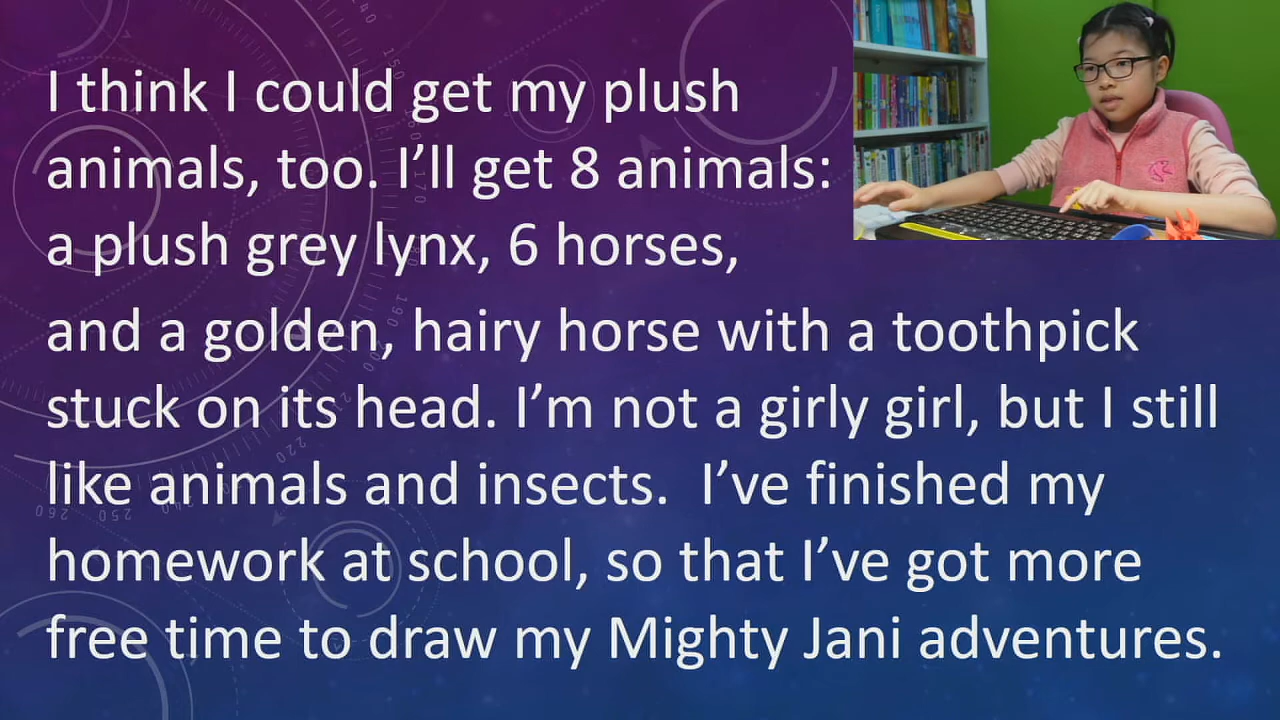 I think I could get my plush
animals, too. I’ll get 8 animals:
a plush grey lynx, 6 horses,
and a golden, hairy horse with a toothpick
stuck on its head. I’m not a girly girl, but I still
like animals and insects.  I’ve finished my
homework at school, so that I’ve got more
free time to draw my Mighty Jani adventures.